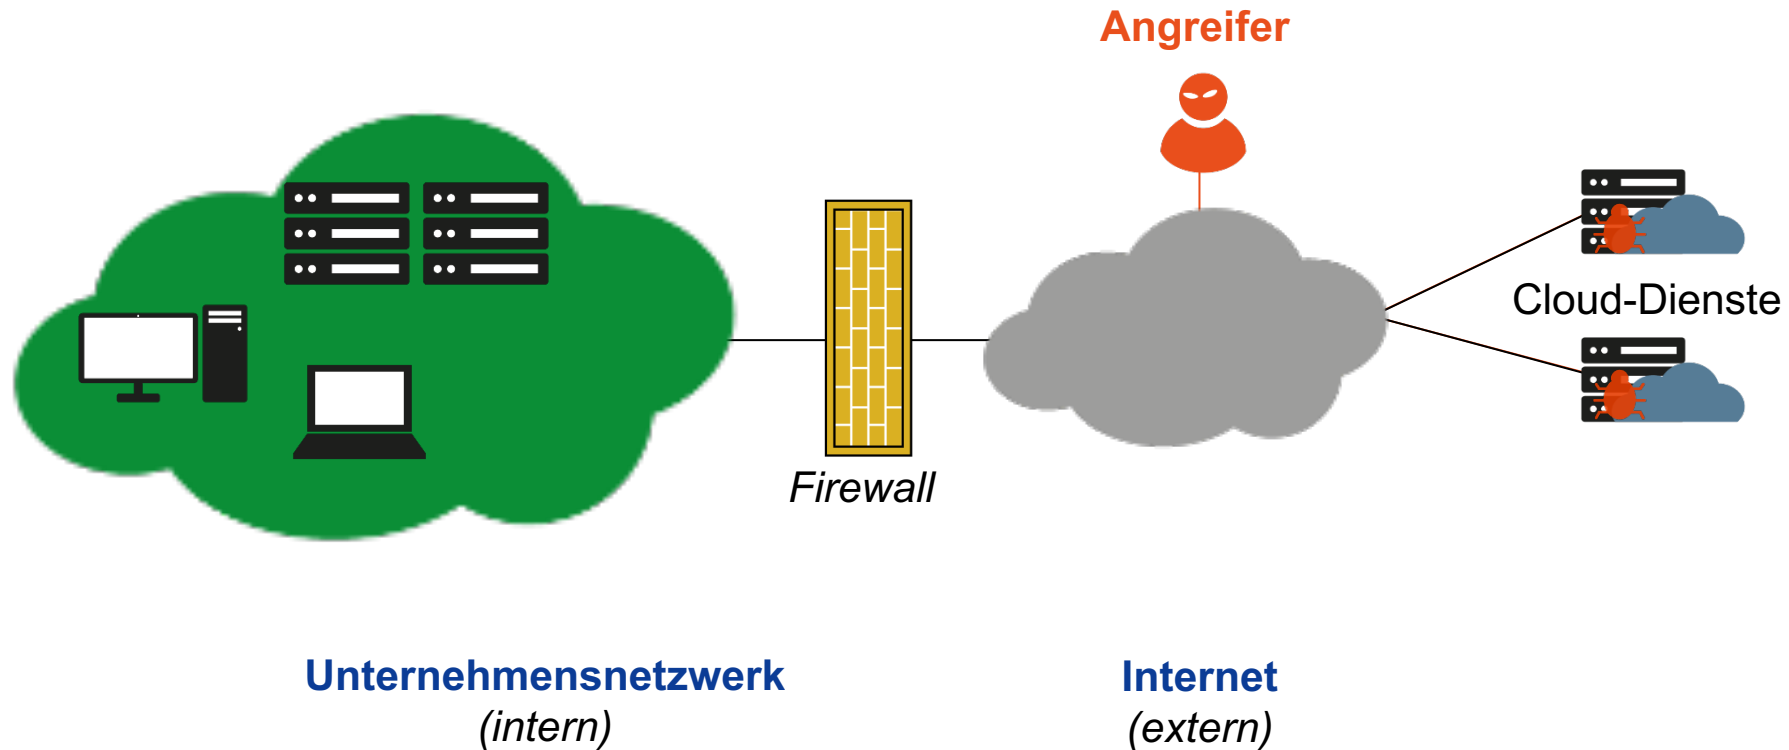 Angreifer
Cloud-Dienste
Firewall
Unternehmensnetzwerk
(intern)
Internet
(extern)